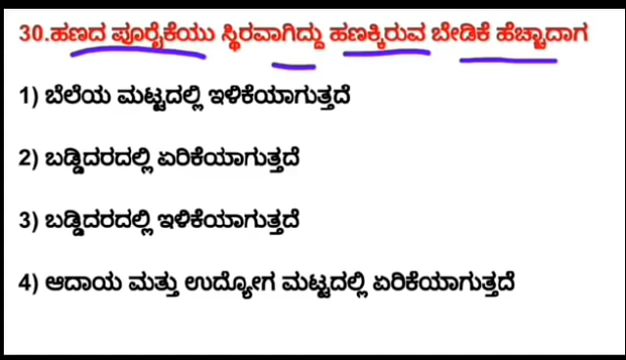 30.ಹಣದ ಪೂರೈಕೆಯು ಸ್ಥಿರವಾಗಿದ್ದು ಹಣಕ್ಕಿರುವ ಬೇಡಿಕೆ ಹೆಚ್ಚಾದಾಗ
1) ಬೆಲೆಯ ಮಟ್ಟದಲ್ಲಿ ಇಳಿಕೆಯಾಗುತ್ತದೆ
2) ಬಡ್ಡಿದರದಲ್ಲಿ ಏರಿಕೆಯಾಗುತ್ತದೆ
3) ಬಡ್ಡಿದರದಲ್ಲಿ ಇಳಿಕೆಯಾಗುತ್ತದೆ
4) ಆದಾಯ ಮತ್ತು ಉದ್ಯೋಗ ಮಟ್ಟದಲ್ಲಿ ಏರಿಕೆಯಾಗುತ್ತದೆ